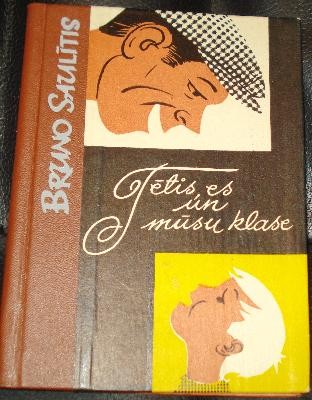 BRUNO SAULĪTIS
Tētis, es
un
mūsu klase